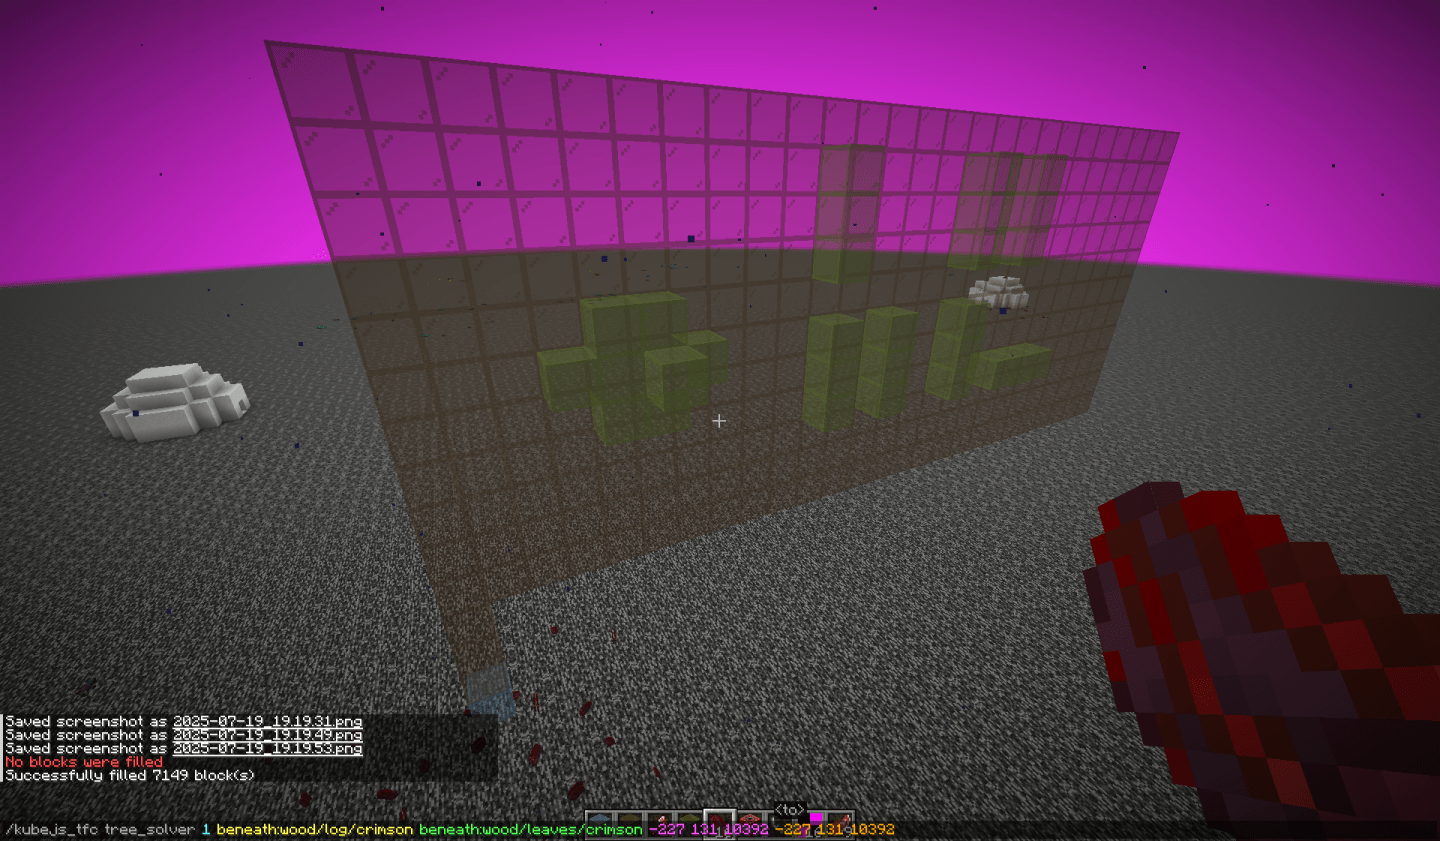 Saved screenshot as 2025-07-19_19.19.31.png
Saved screenshot as 2025-07-19_19.19.49.png
Saved screenshot as 2025-07-19_19.19.53.png
No blocks were filled
Successfully filled 7149 block(s)
<to>
/kubejs_tfc tree_solver 1 beneath:wood/log/crimson beneath:wood/leaves/crimson -227 131 10392 -227 131 10392